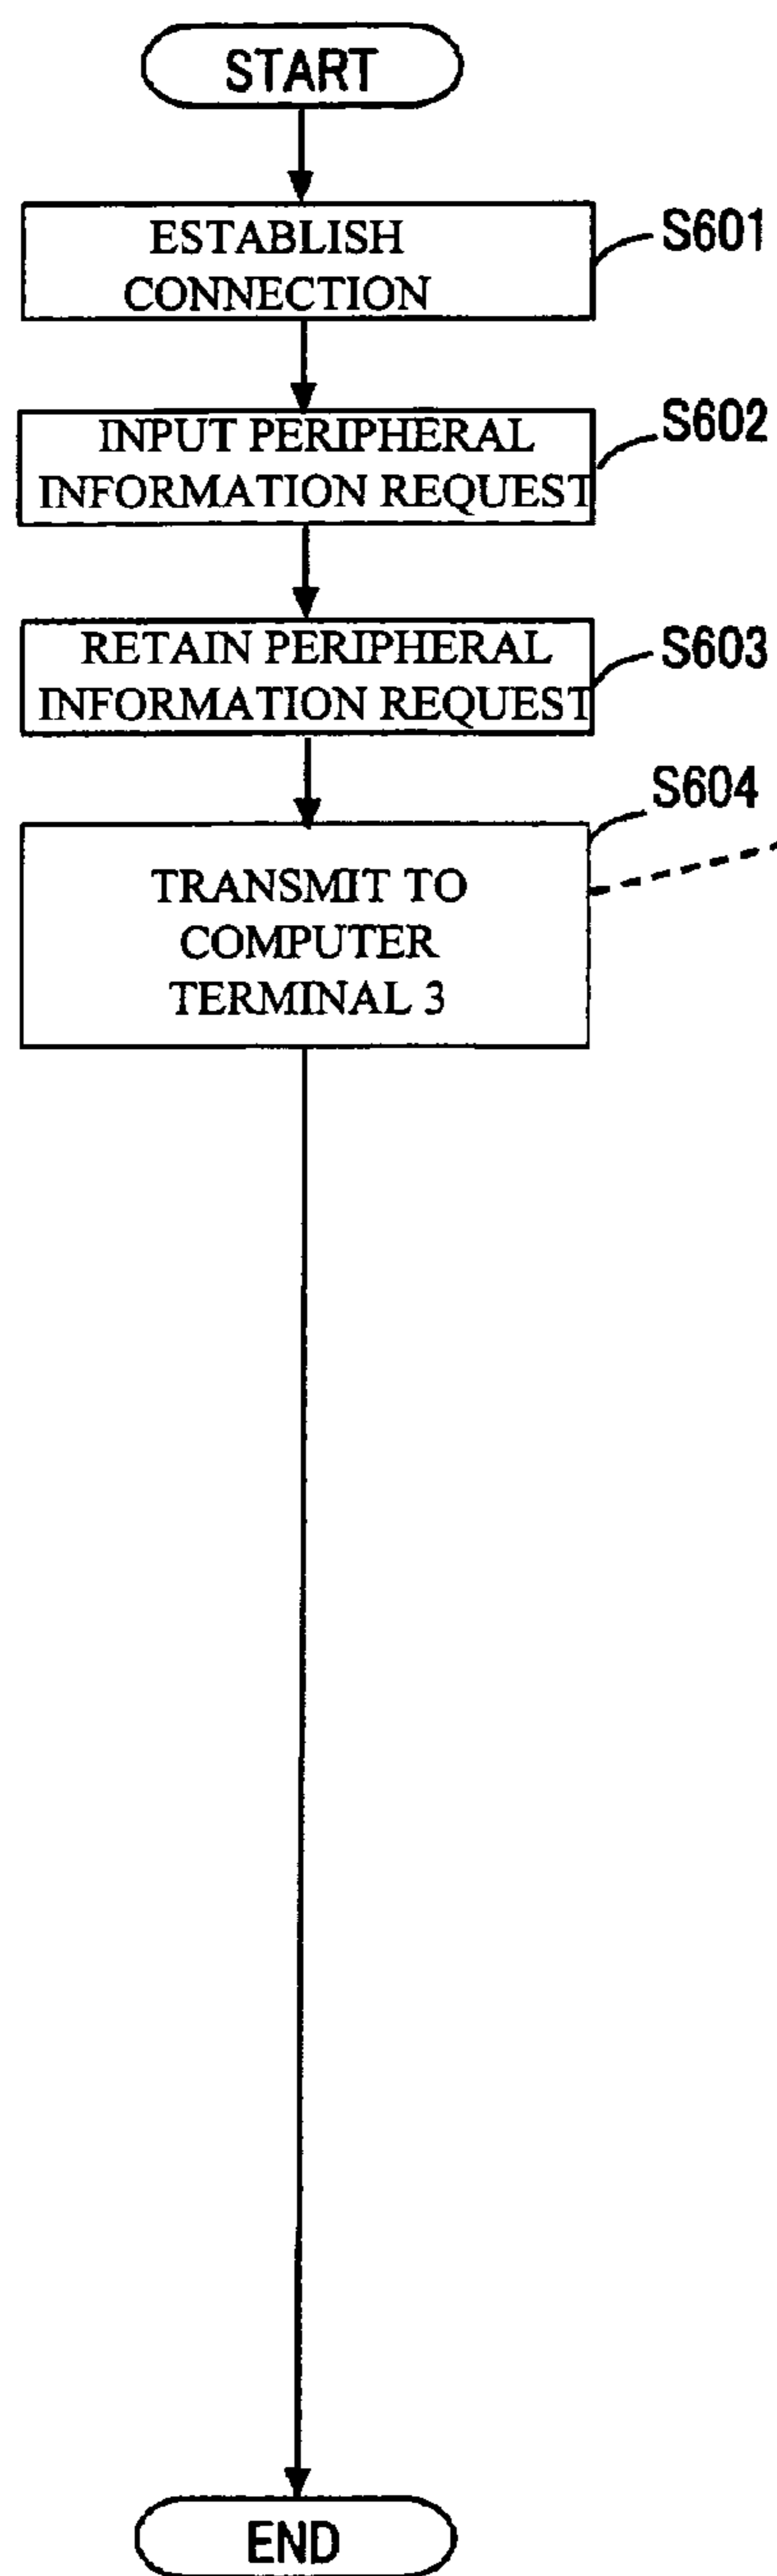 START
ESTABLISH
CONNECTION
S601
INPUT PERIPHERAL
INFORMATION REQUEST
S602
RETAIN PERIPHERAL
INFORMATION REQUEST
S603
S604
TRANSMIT TO
COMPUTER
TERMINAL 3
END